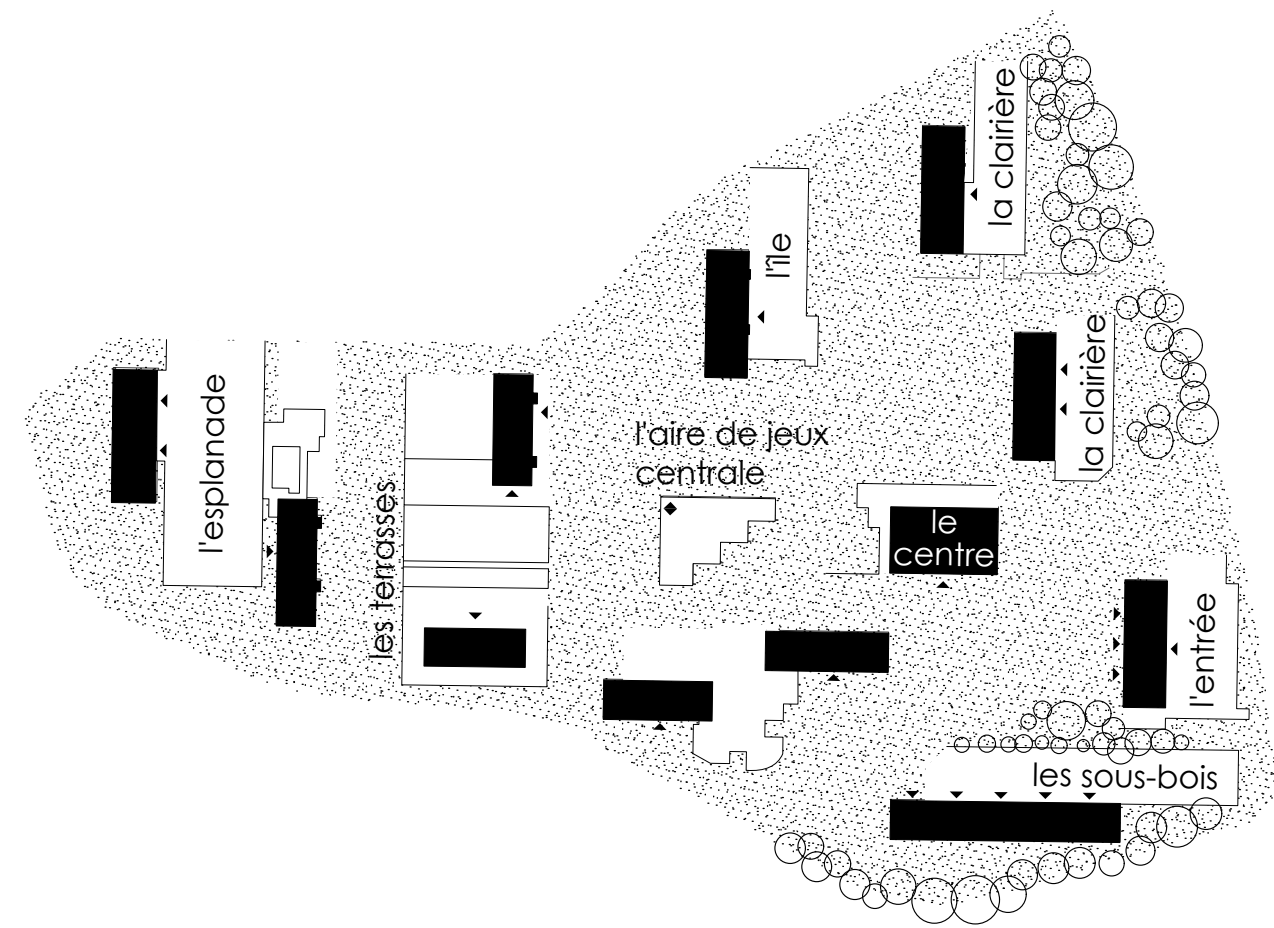 la clairière
l'île
la clairière
l'esplanade
l'aire de jeux
centrale
les terrasses
le
centre
l'entrée
les sous-bois